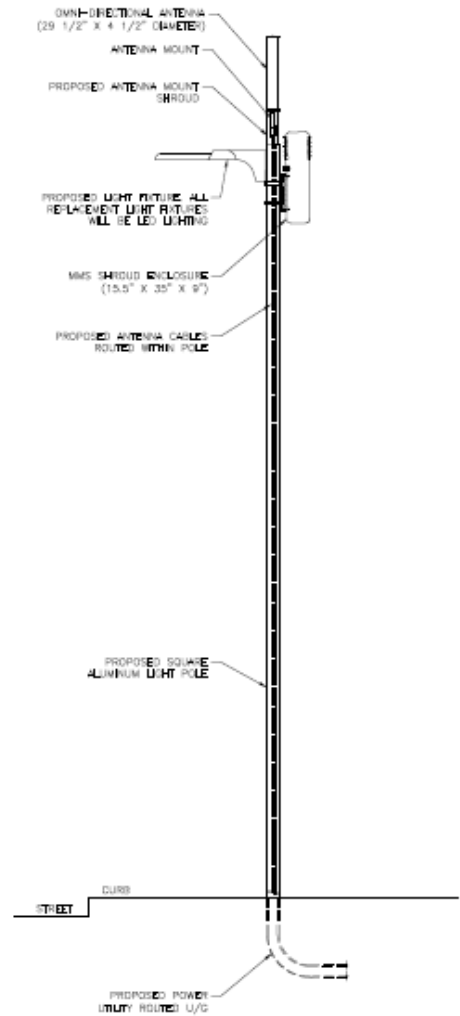 OMNI-DIRECTIONAL ANTENNA
(29 1/2" X 4 1/2" DIAMETER)
ANTENNA MOUNT
PROPOSED ANTENNA MOUNT
SHROUD
PROPOSED LIGHT FIXTURE. ALL
REPLACEMENT LIGHT FIXTURES
WILL BE LED LIGHTING
MMS SHROUD ENCLOSURE
(15.5" X 35" X 9")
PROPOSED ANTENNA CABLES
ROUTED WITHIN POLE
PROPOSED SQUARE
ALUMINUM LIGHT POLE
CURB
STREET
PROPOSED POWER
UTILITY ROUTED U/G